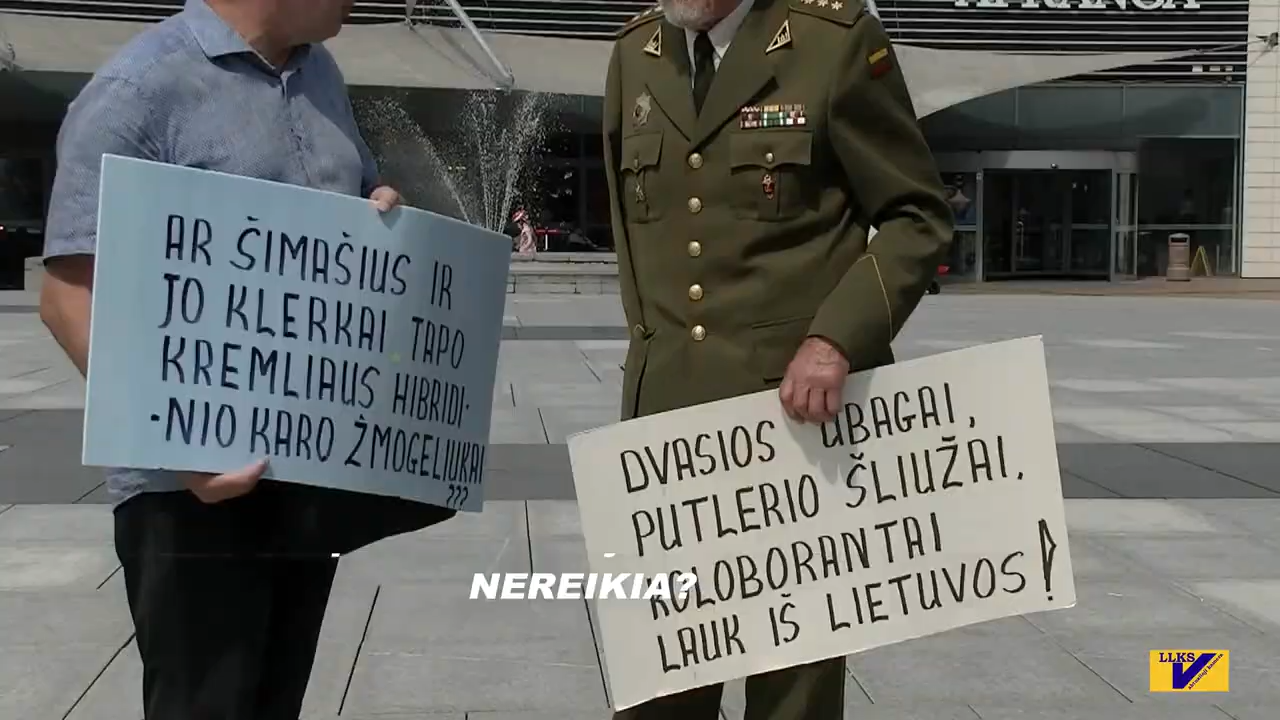 APRANGA
AR ŠIMAŠIUS IR
JO KLERKAI TAPO
KREMLIAUS HIBRIDI-
-NIO KARO ŽMOGELIUKAI
???
DVASIOS UBAGAI,
PUTLERIO ŠLIUŽAI,
KOLOBORANTAI
LAUK IŠ LIETUVOS!
NEREIKIA?
LLKS